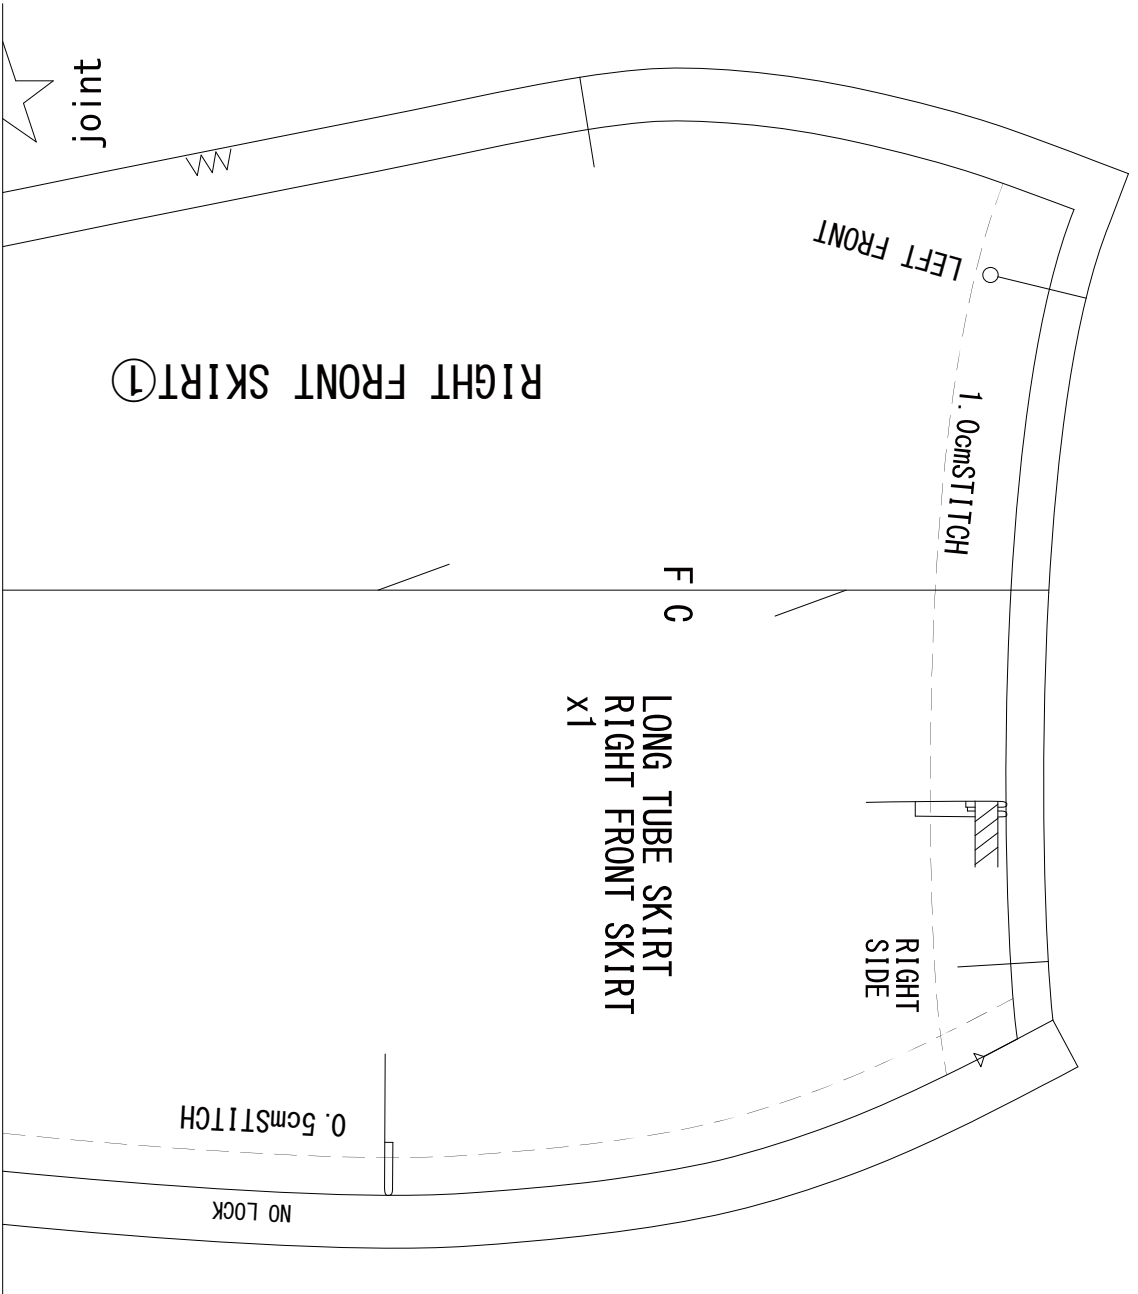 joint
LEFT FRONT
RIGHT FRONT SKIRT①
1.0cmSTITCH
F C
LONG TUBE SKIRT
RIGHT FRONT SKIRT
x1
RIGHT
SIDE
0.5cmSTITCH
NO LOCK